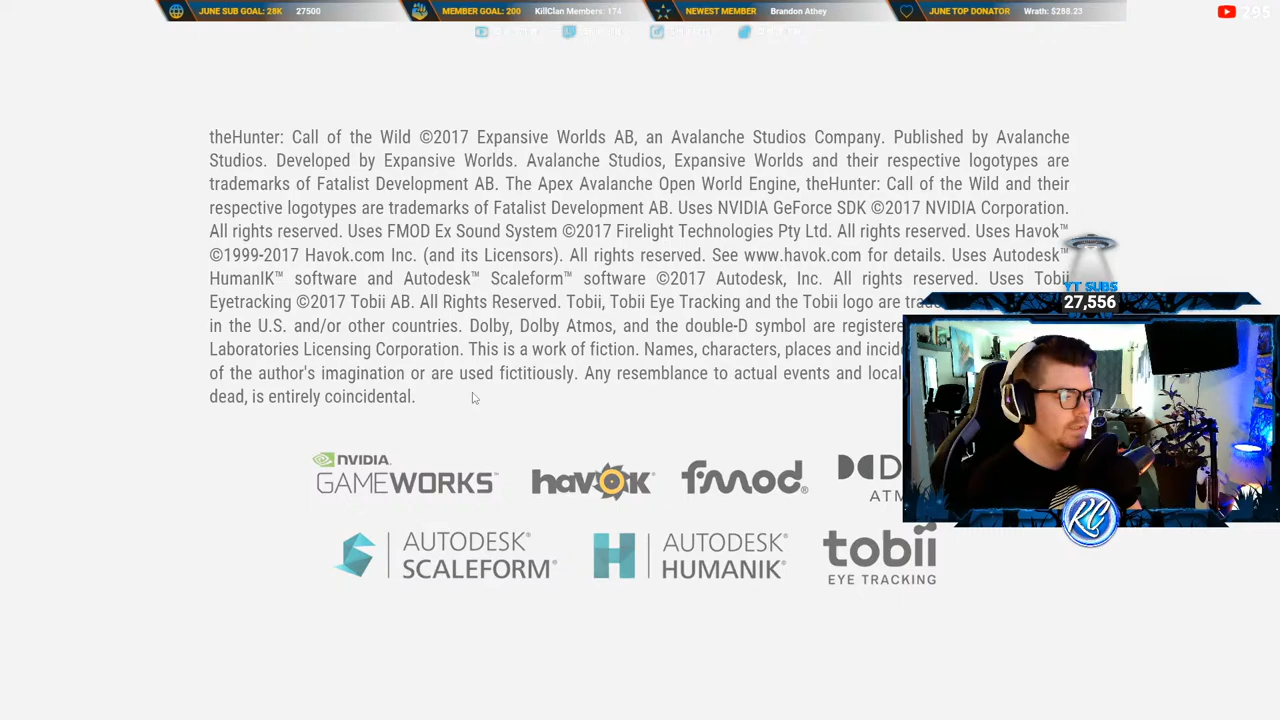 JUNE SUB GOAL: 28K 27500 MEMBER GOAL: 200 KillClan Members: 174 NEWEST MEMBER Brandon Athey JUNE TOP DONATOR Wrath: $288.23 295
theHunter: Call of the Wild ©2017 Expansive Worlds AB, an Avalanche Studios Company. Published by Avalanche
Studios. Developed by Expansive Worlds. Avalanche Studios, Expansive Worlds and their respective logotypes are
trademarks of Fatalist Development AB. The Apex Avalanche Open World Engine, theHunter: Call of the Wild and their
respective logotypes are trademarks of Fatalist Development AB. Uses NVIDIA GeForce SDK ©2017 NVIDIA Corporation.
All rights reserved. Uses FMOD Ex Sound System ©2017 Firelight Technologies Pty Ltd. All rights reserved. Uses Havok™
©1999-2017 Havok.com Inc. (and its Licensors). All rights reserved. See www.havok.com for details. Uses Autodesk™
HumanIK™ software and Autodesk™ Scaleform™ software ©2017 Autodesk, Inc. All rights reserved. Uses Tobii
Eyetracking ©2017 Tobii AB. All Rights Reserved. Tobii, Tobii Eye Tracking and the Tobii logo are
in the U.S. and/or other countries. Dolby, Dolby Atmos, and the double-D symbol are
Laboratories Licensing Corporation. This is a work of fiction. Names, characters, places and
of the author's imagination or are used fictitiously. Any resemblance to actual events and
dead, is entirely coincidental.
YT SUBS
27,556
NVIDIA.
GAMEWORKS™ havok® fmod®
AUTODESK® SCALEFORM®
AUTODESK® HUMANIK®
tobii
EYE TRACKING
KC